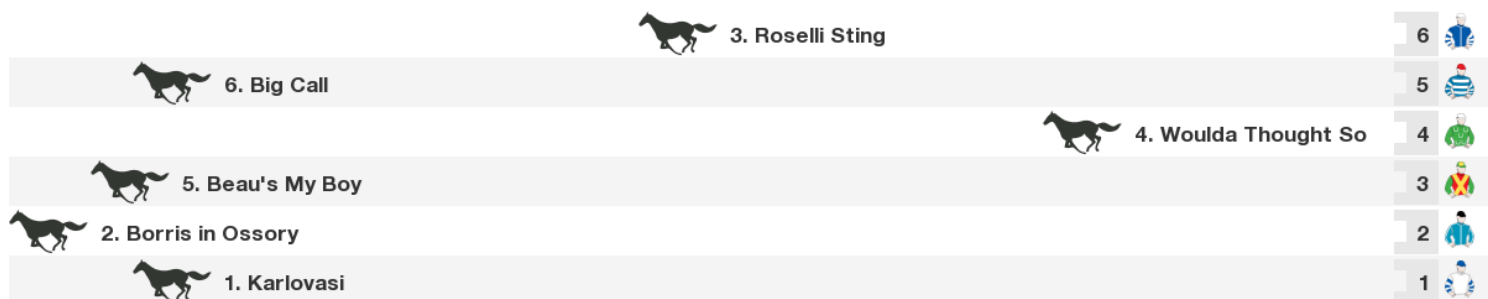 3. Roselli Sting 6
6. Big Call 5
4. Woulda Thought So 4
5. Beau's My Boy 3
2. Borris in Ossory 2
1. Karlovasi 1